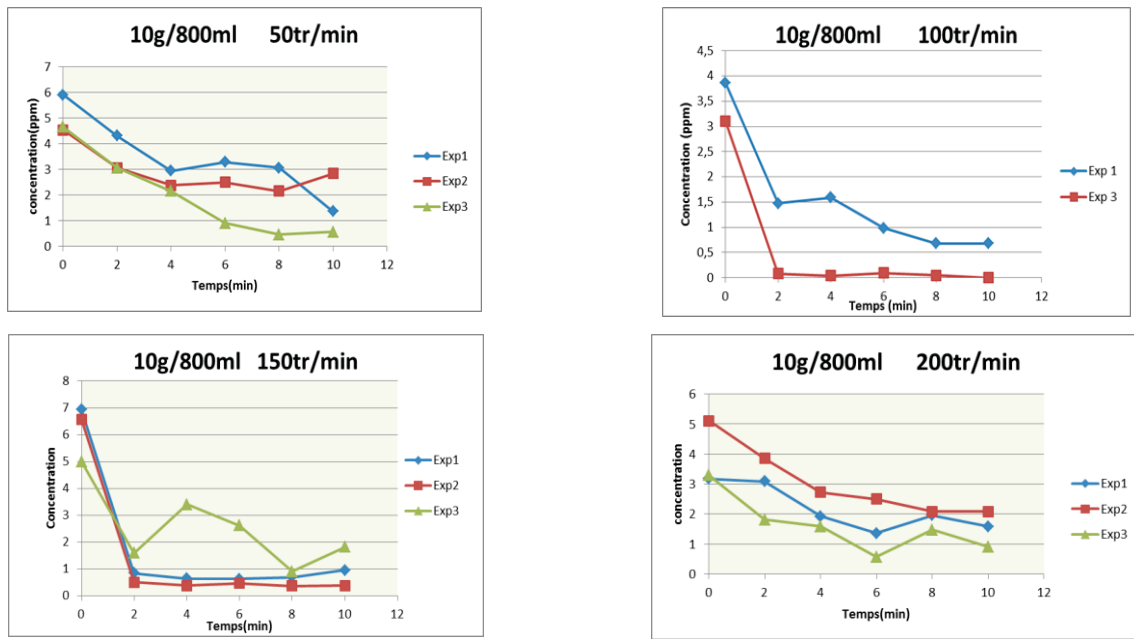 10g/800ml 50tr/min
concentration(ppm)
7
6
5
4
3
2
1
0
0 2 4 6 8 10 12
Temps(min)
Exp1
Exp2
Exp3
10g/800ml 100tr/min
Concentration (ppm)
4,5
4
3,5
3
2,5
2
1,5
1
0,5
0
0 2 4 6 8 10 12
Temps (min)
Exp 1
Exp 3
10g/800ml 150tr/min
Concentration
8
7
6
5
4
3
2
1
0
0 2 4 6 8 10 12
Temps(min)
Exp1
Exp2
Exp3
10g/800ml 200tr/min
concentration
6
5
4
3
2
1
0
0 2 4 6 8 10 12
Temps(min)
Exp1
Exp2
Exp3